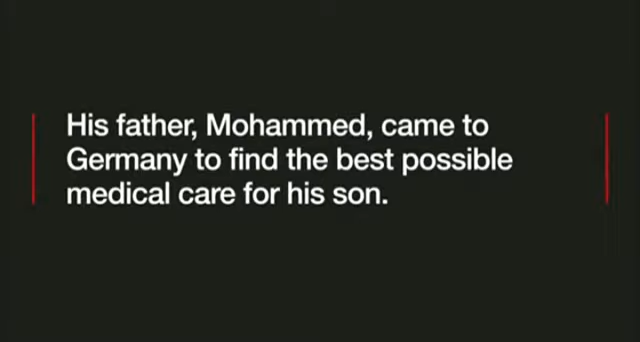 His father, Mohammed, came to
Germany to find the best possible
medical care for his son.